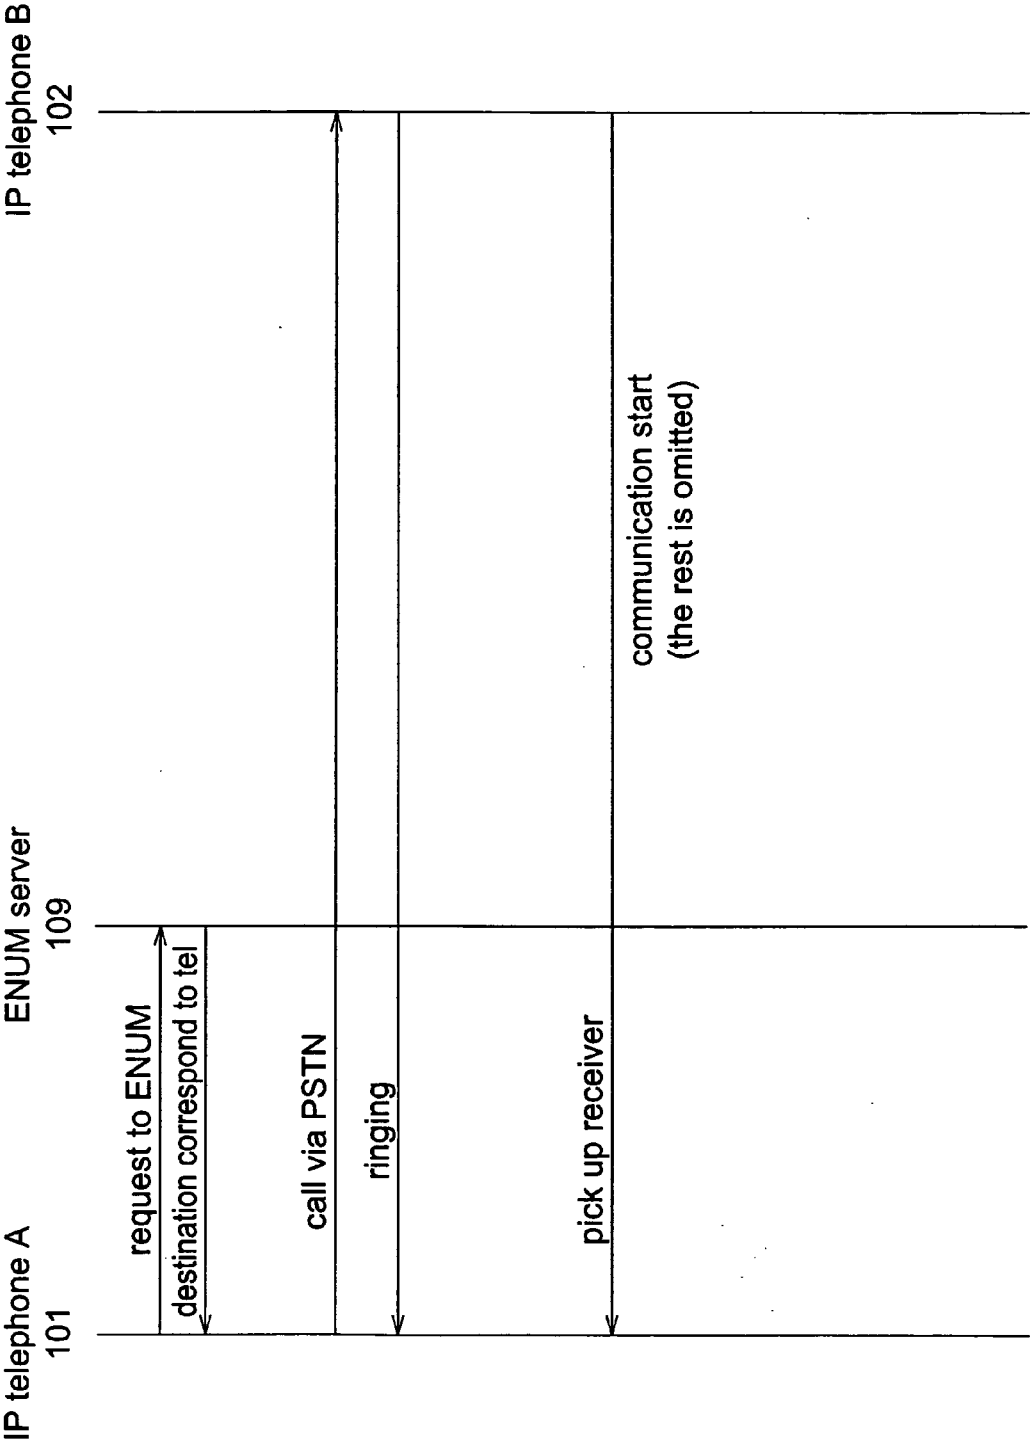 IP telephone A
101
ENUM server
109
IP telephone B
102
request to ENUM
destination correspond to tel
call via PSTN
ringing
pick up receiver
communication start
(the rest is omitted)